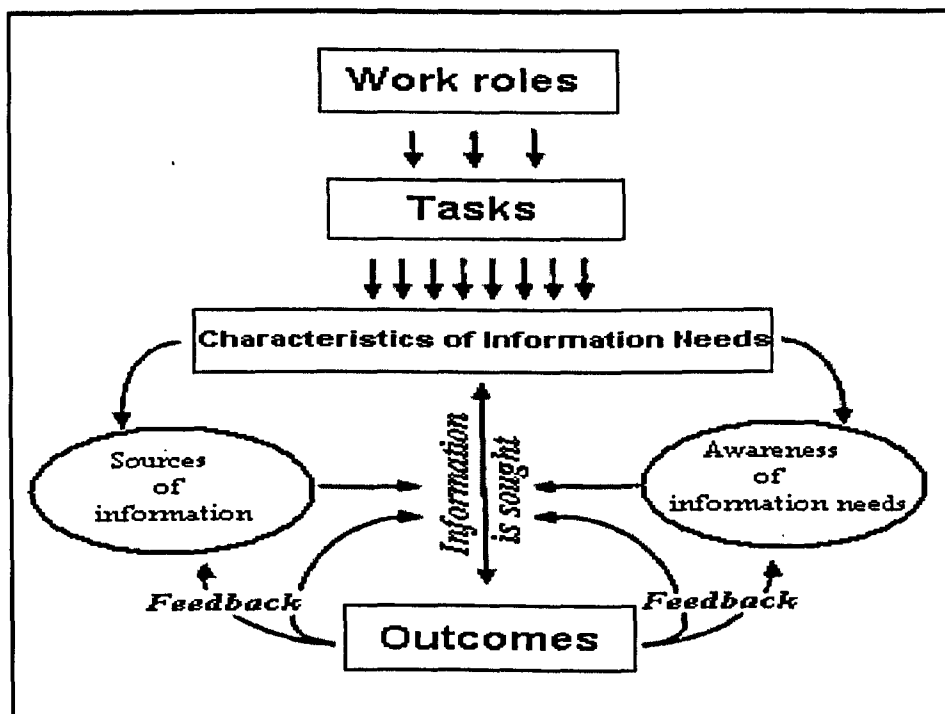 Work roles
Tasks
Characteristics of Information Needs
Sources
of
information
Information
is sought
Awareness
of
information needs
Feedback
Feedback
Outcomes